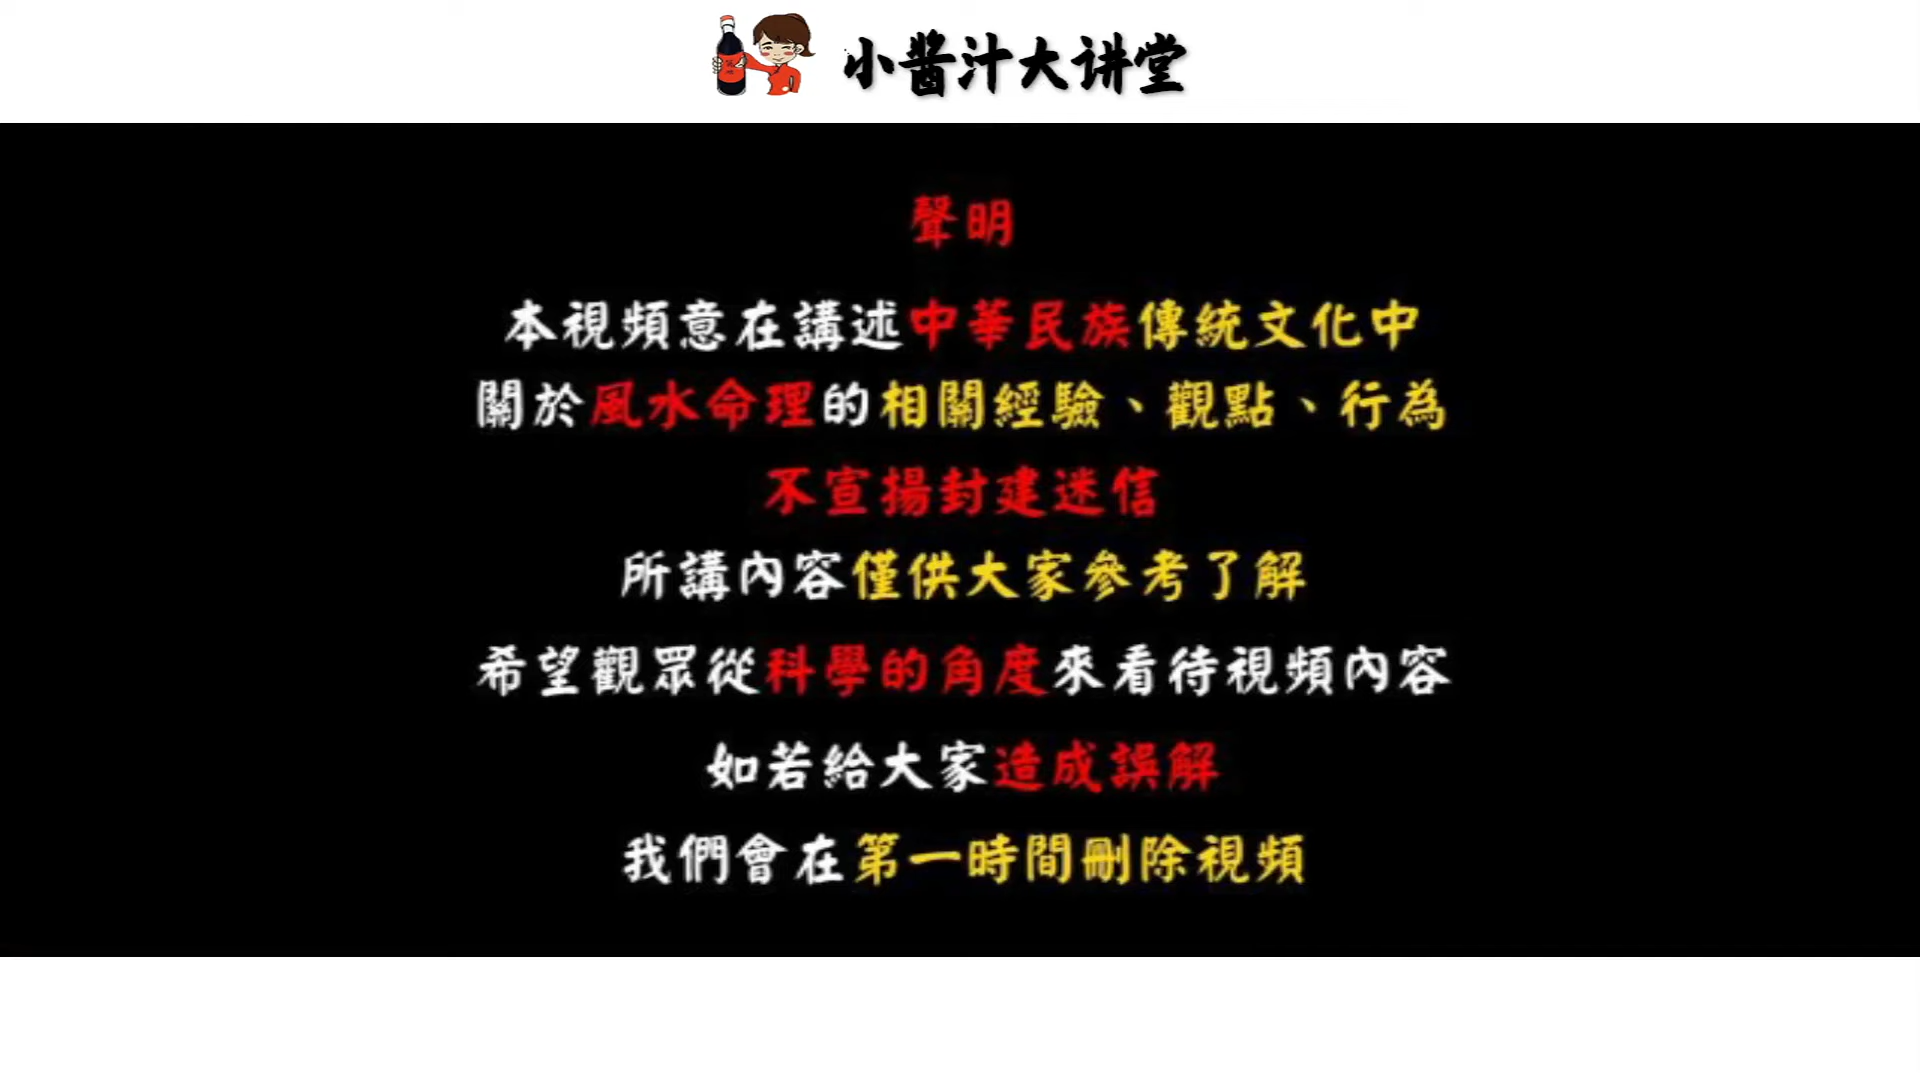 小酱汁大讲堂
聲明
本視頻意在講述中華民族傳統文化中
關於風水命理的相關經驗、觀點、行為
不宣揚封建迷信
所講內容僅供大家參考了解
希望觀眾從科學的角度來看待視頻內容
如若給大家造成誤解
我們會在第一時間刪除視頻